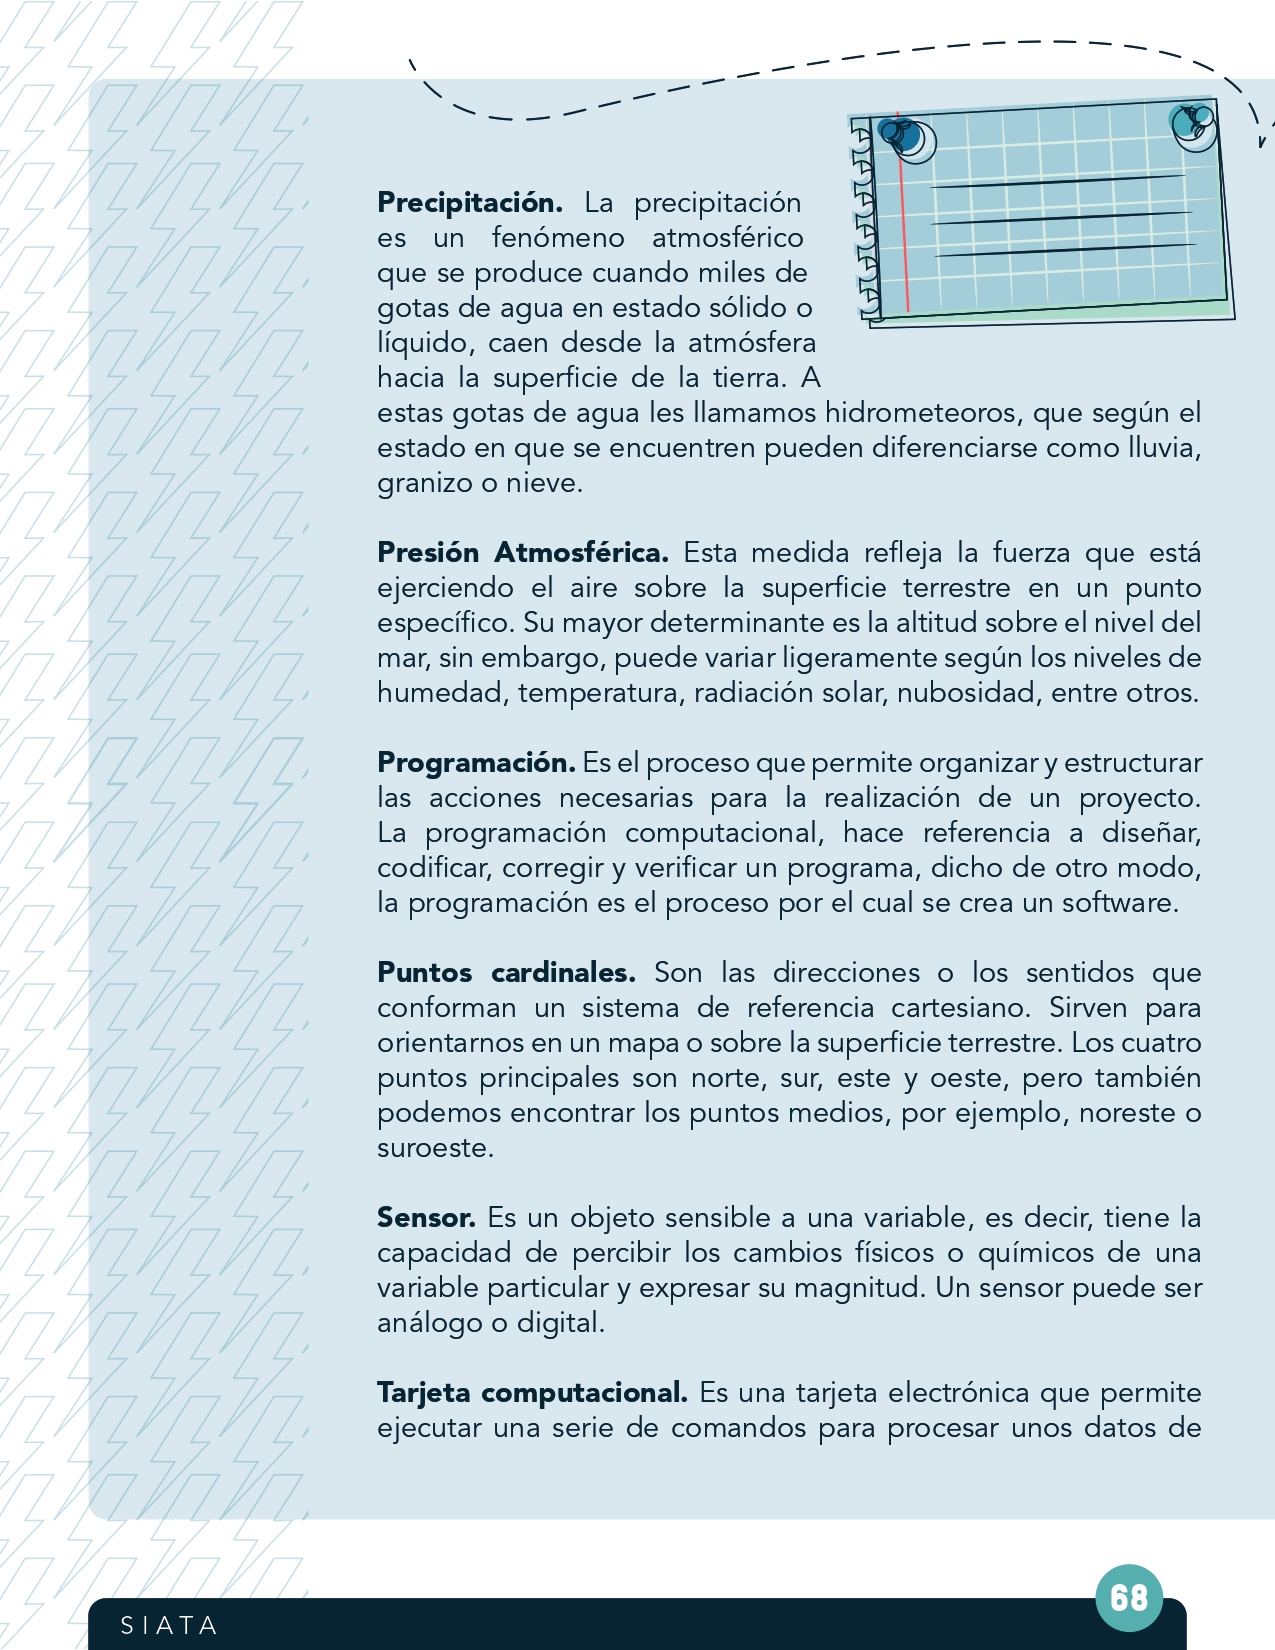 Precipitación. La precipitación
es un fenómeno atmosférico
que se produce cuando miles de
gotas de agua en estado sólido o
líquido, caen desde la atmósfera
hacia la superficie de la tierra. A
estas gotas de agua les llamamos hidrometeoros, que según el
estado en que se encuentren pueden diferenciarse como lluvia,
granizo o nieve.
Presión Atmosférica. Esta medida refleja la fuerza que está
ejerciendo el aire sobre la superficie terrestre en un punto
específico. Su mayor determinante es la altitud sobre el nivel del
mar, sin embargo, puede variar ligeramente según los niveles de
humedad, temperatura, radiación solar, nubosidad, entre otros.
Programación. Es el proceso que permite organizar y estructurar
las acciones necesarias para la realización de un proyecto.
La programación computacional, hace referencia a diseñar,
codificar, corregir y verificar un programa, dicho de otro modo,
la programación es el proceso por el cual se crea un software.
Puntos cardinales. Son las direcciones o los sentidos que
conforman un sistema de referencia cartesiano. Sirven para
orientarnos en un mapa o sobre la superficie terrestre. Los cuatro
puntos principales son norte, sur, este y oeste, pero también
podemos encontrar los puntos medios, por ejemplo, noreste o
suroeste.
Sensor. Es un objeto sensible a una variable, es decir, tiene la
capacidad de percibir los cambios físicos o químicos de una
variable particular y expresar su magnitud. Un sensor puede ser
análogo o digital.
Tarjeta computacional. Es una tarjeta electrónica que permite
ejecutar una serie de comandos para procesar unos datos de
68
SIATA